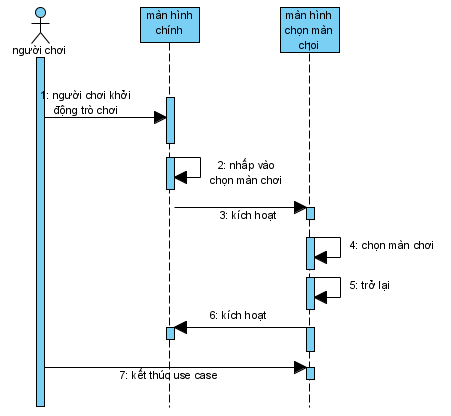 người chơi
màn hình
chính
màn hình
chọn màn
choi
1: người chơi khởi
động trò chơi
2: nhấp vào
chọn màn chơi
3: kích hoạt
4: chọn màn chơi
5: trở lại
6: kích hoạt
7: kết thúc use case